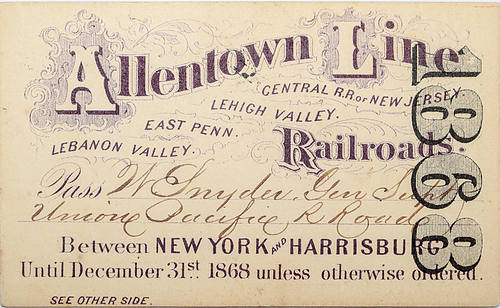 Allentown Line
CENTRAL R.R. OF NEW JERSEY.
LEHIGH VALLEY.
EAST PENN.
LEBANON VALLEY.
Railroads.
1868
Pass W Snyder, Gen Supt
Union Pacific R Road
Between NEW YORK AND HARRISBURG
Until December 31st 1868 unless otherwise ordered.
SEE OTHER SIDE.